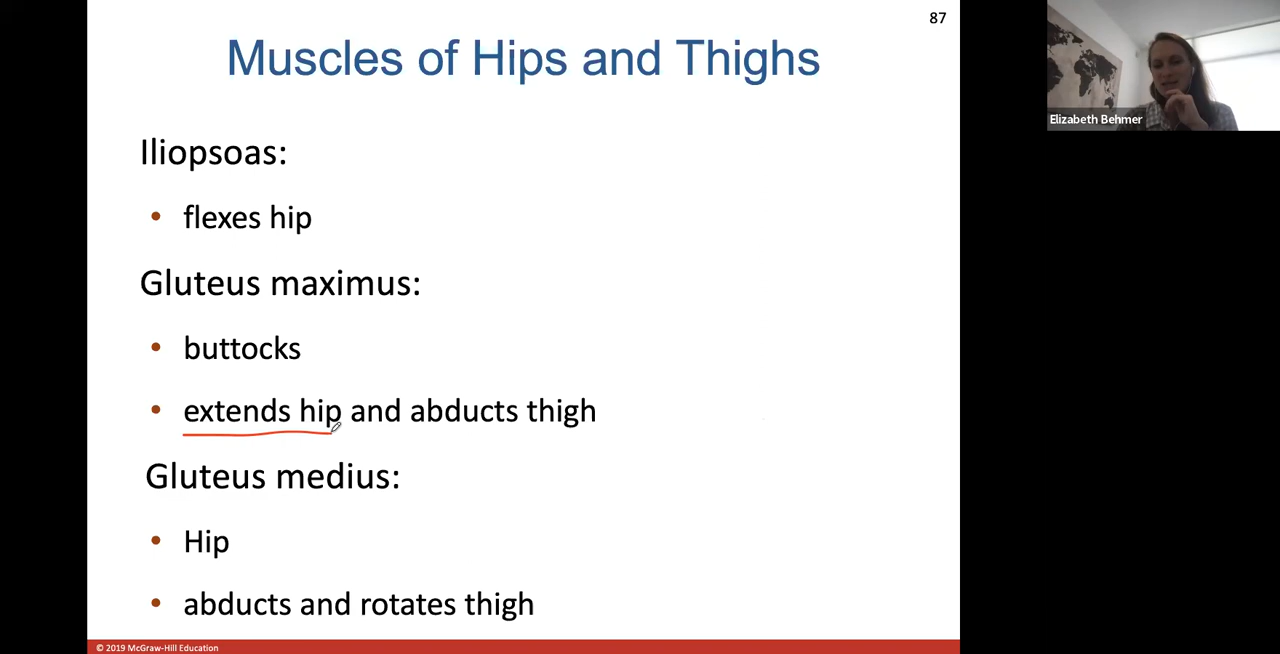 87
Muscles of Hips and Thighs
Elizabeth Behmer
Iliopsoas:
• flexes hip
Gluteus maximus:
• buttocks
• extends hip and abducts thigh
Gluteus medius:
• Hip
• abducts and rotates thigh
© 2019 McGraw-Hill Education